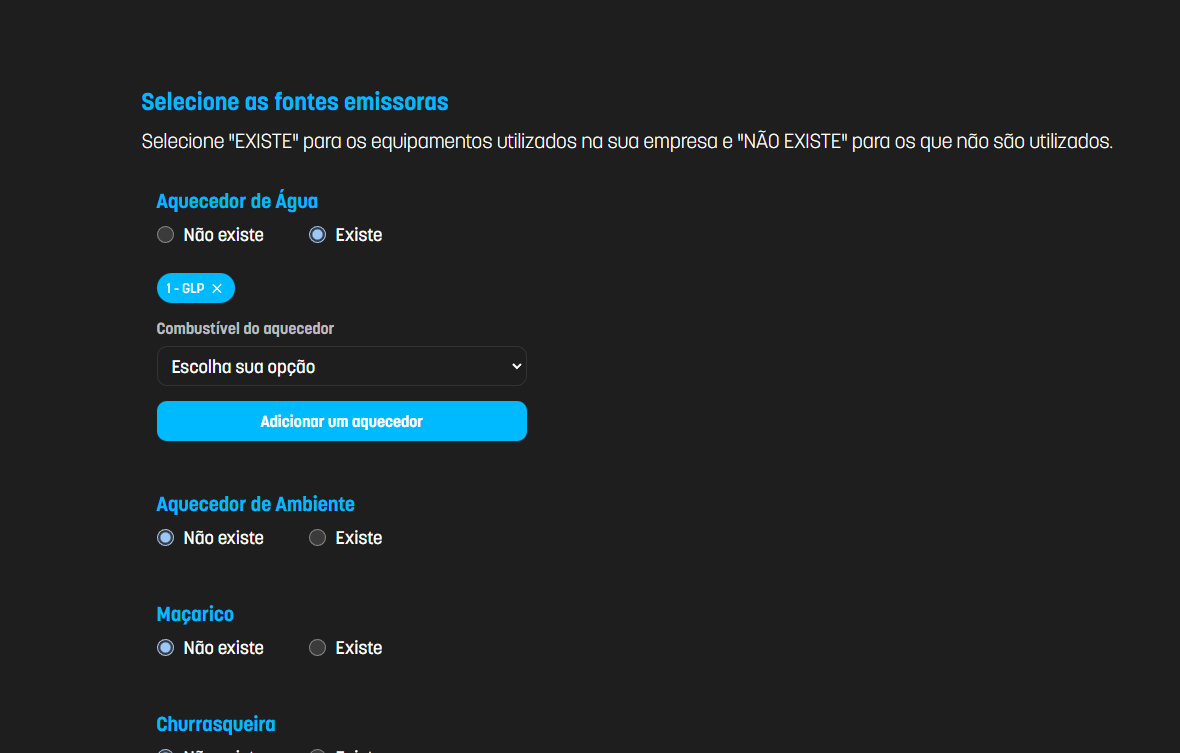 Selecione as fontes emissoras
Selecione "EXISTE" para os equipamentos utilizados na sua empresa e "NÃO EXISTE" para os que não são utilizados.
Aquecedor de Água
Não existe Existe
1 - GLP ×
Combustível do aquecedor
Escolha sua opção
Adicionar um aquecedor
Aquecedor de Ambiente
Não existe Existe
Maçarico
Não existe Existe
Churrasqueira